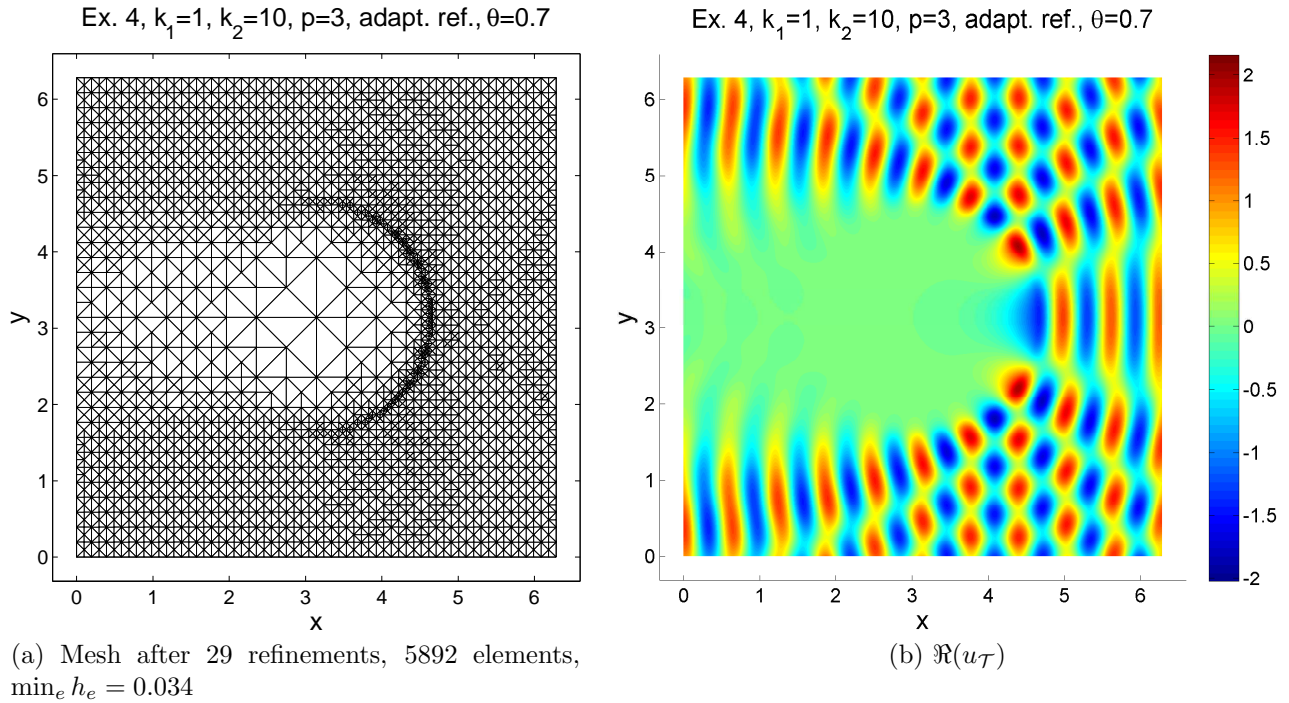 Ex. 4, k₁=1, k₂=10, p=3, adapt. ref., θ=0.7
6
5
4
3
2
1
0
y
0 1 2 3 4 5 6
x
(a) Mesh after 29 refinements, 5892 elements,
minₑ hₑ = 0.034
Ex. 4, k₁=1, k₂=10, p=3, adapt. ref., θ=0.7
6
5
4
3
2
1
0
y
0 1 2 3 4 5 6
x
2
1.5
1
0.5
0
-0.5
-1
-1.5
-2
(b) ℜ(u_𝒯)